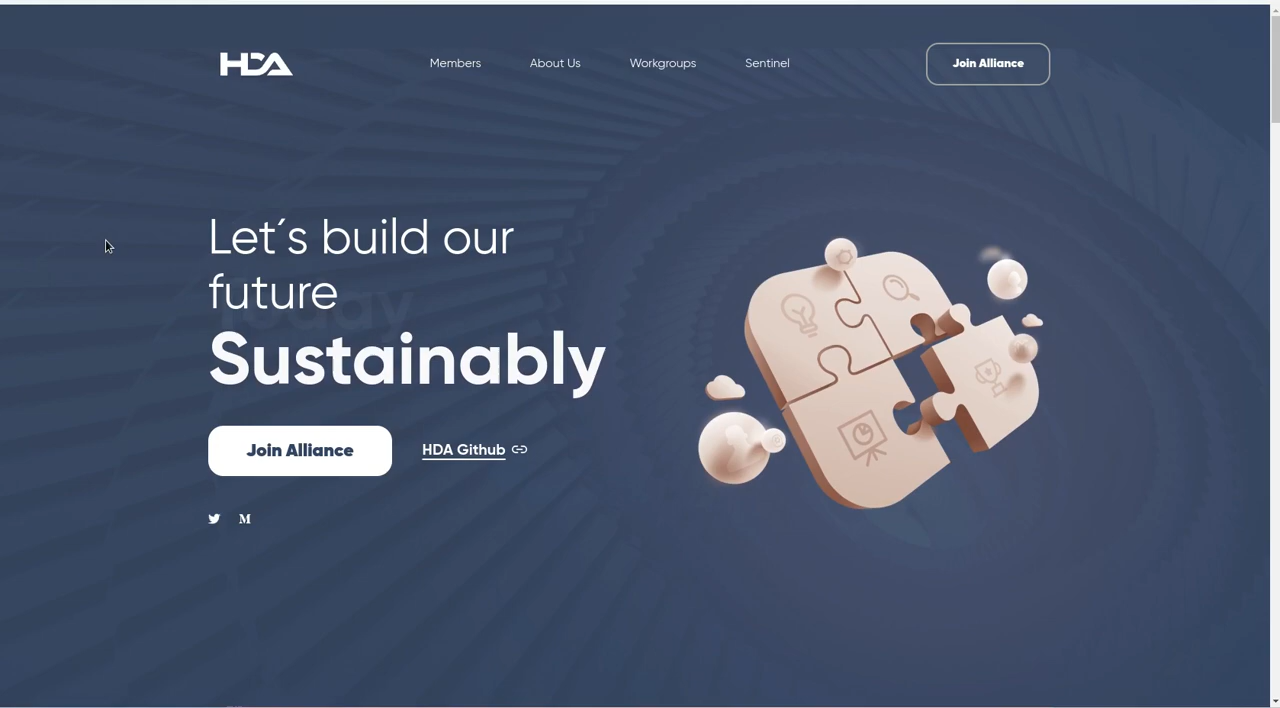 HDA
Members
About Us
Workgroups
Sentinel
Join Alliance
Let´s build our
future
Sustainably
Join Alliance
HDA Github
M